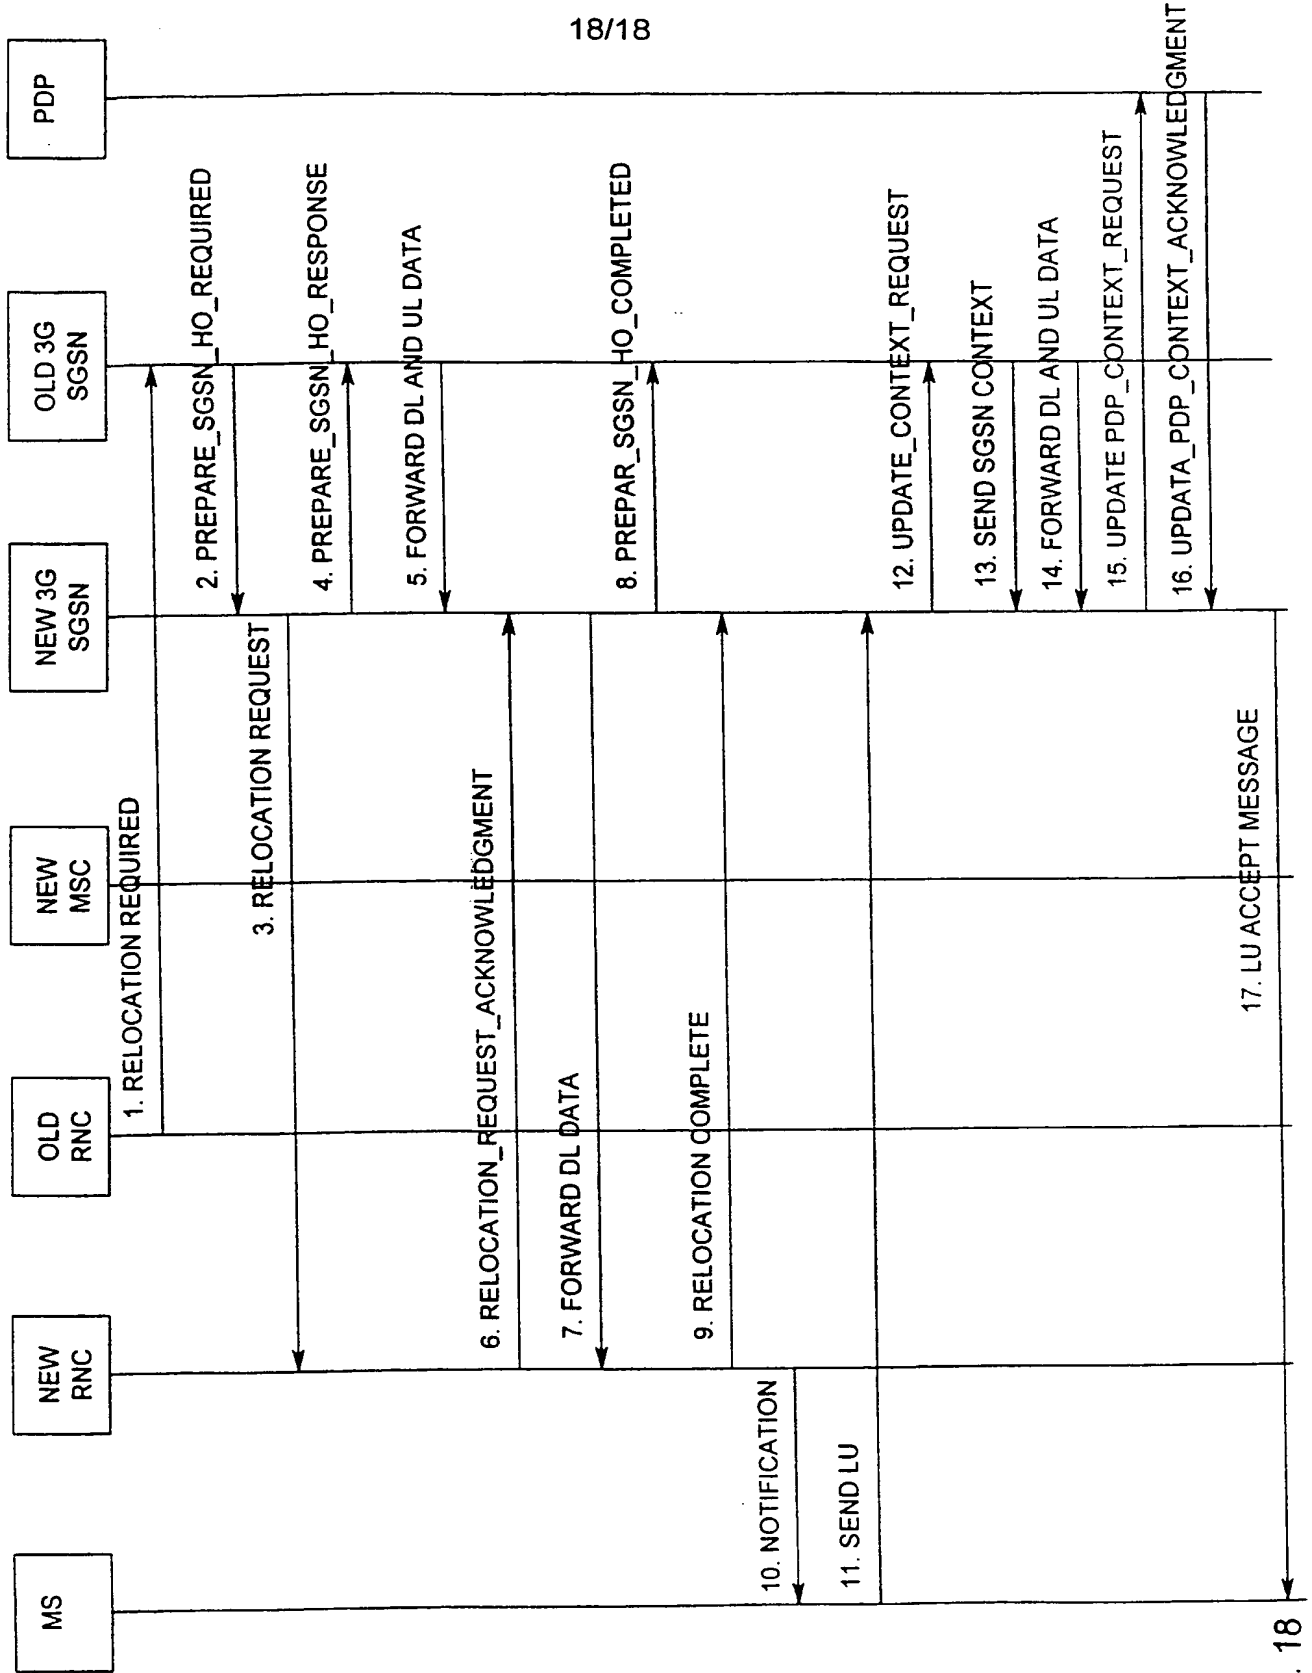 18/18
MS
NEW
RNC
OLD
RNC
NEW
MSC
NEW 3G
SGSN
OLD 3G
SGSN
PDP
1. RELOCATION REQUIRED
2. PREPARE_SGSN_HO_REQUIRED
3. RELOCATION REQUEST
4. PREPARE_SGSN_HO_RESPONSE
5. FORWARD DL AND UL DATA
6. RELOCATION_REQUEST_ACKNOWLEDGMENT
7. FORWARD DL DATA
8. PREPAR_SGSN_HO_COMPLETED
9. RELOCATION COMPLETE
10. NOTIFICATION
11. SEND LU
12. UPDATE_CONTEXT_REQUEST
13. SEND SGSN CONTEXT
14. FORWARD DL AND UL DATA
15. UPDATE PDP_CONTEXT_REQUEST
16. UPDATA_PDP_CONTEXT_ACKNOWLEDGMENT
17. LU ACCEPT MESSAGE
. 18